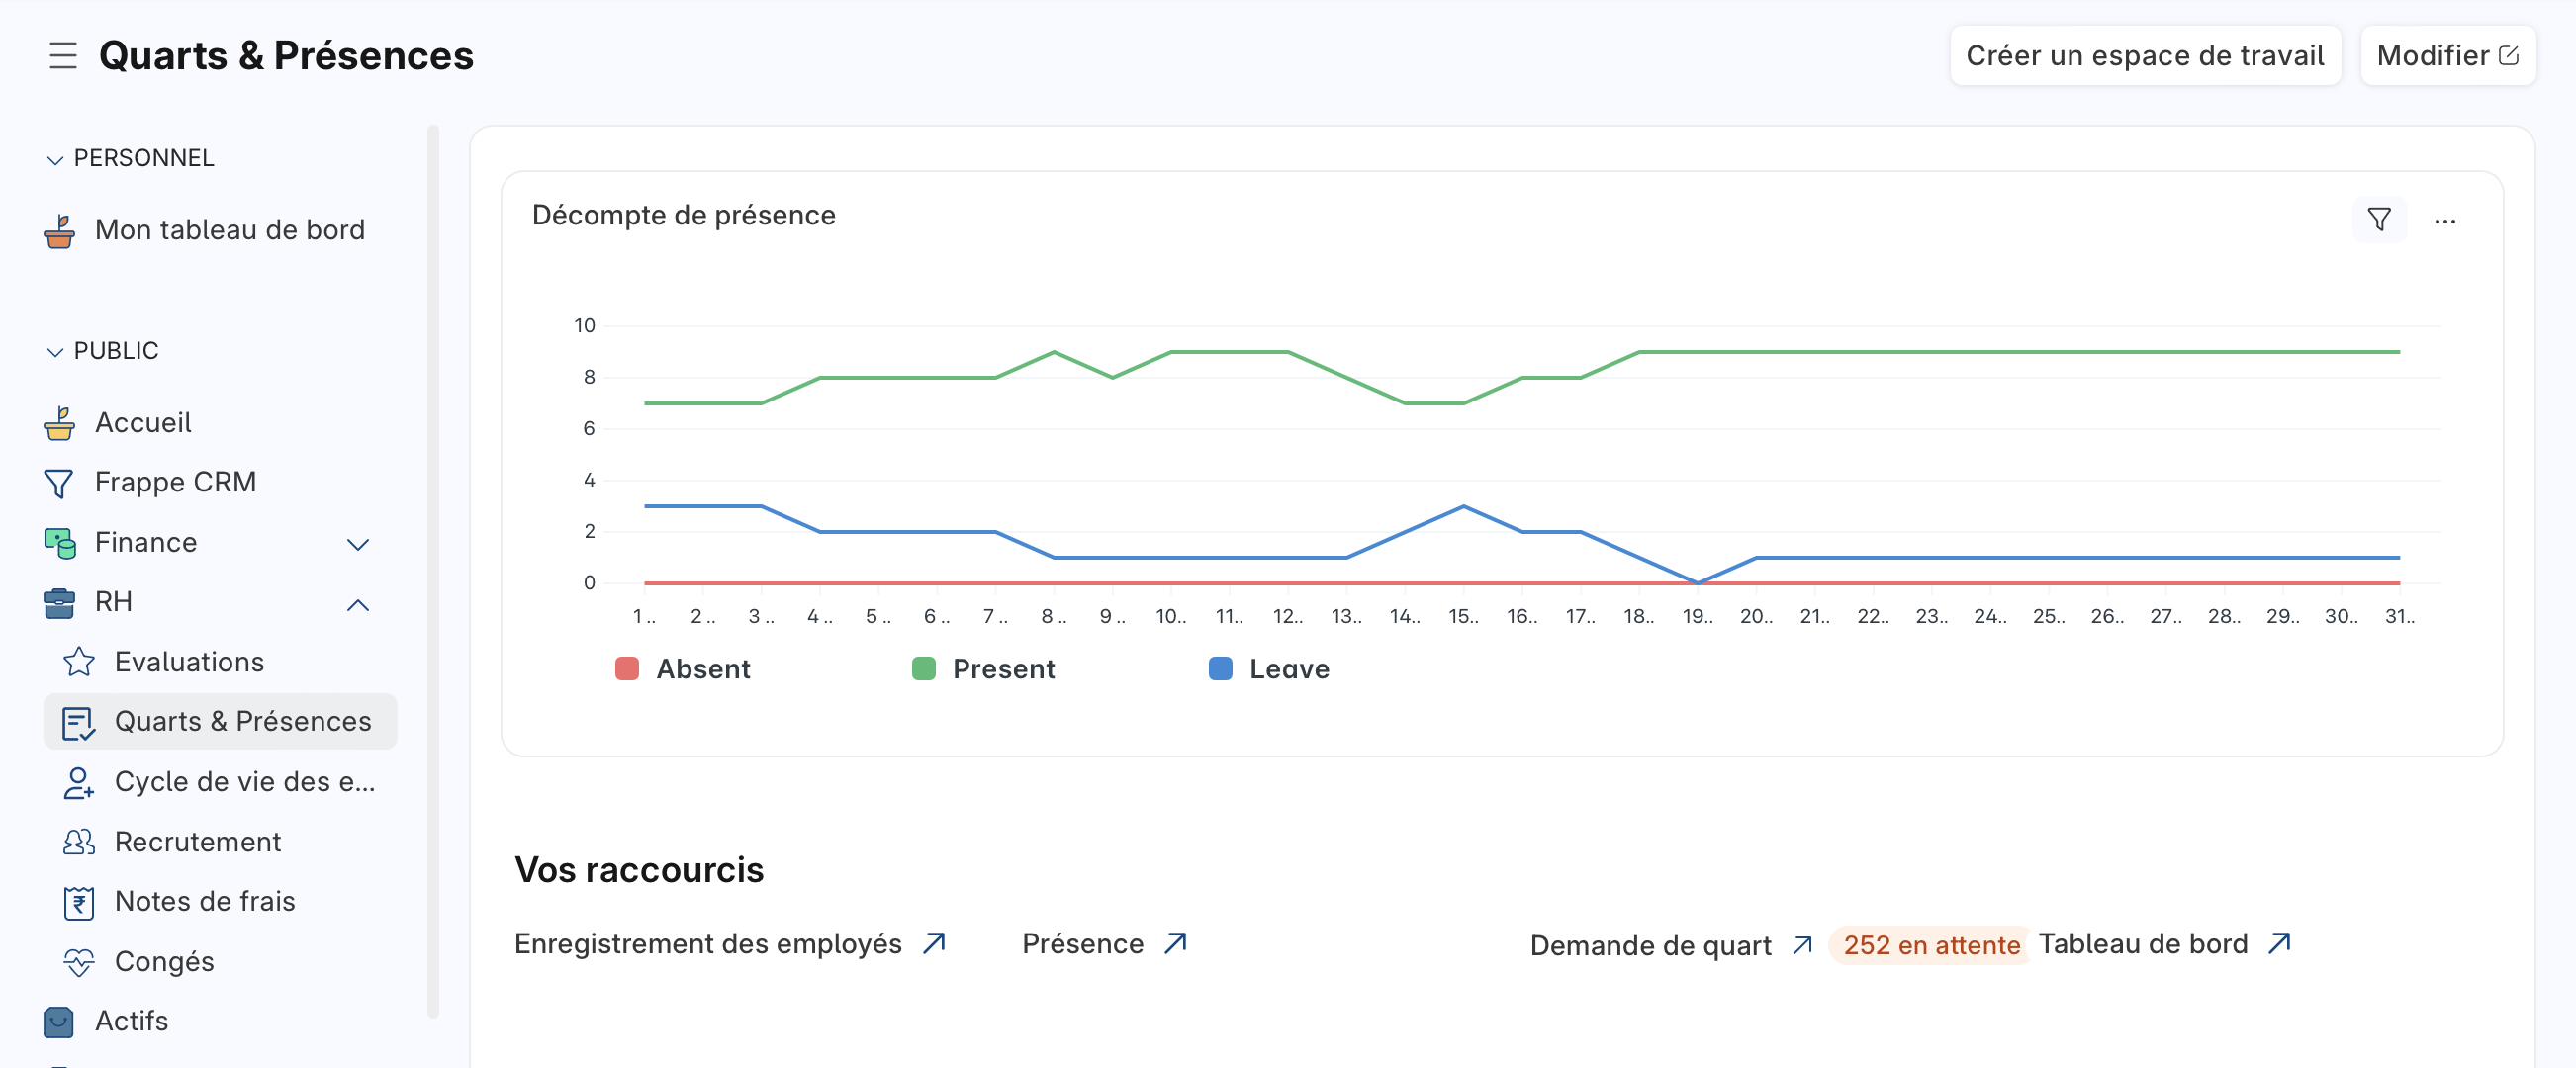 Quarts & Présences
Créer un espace de travail
Modifier
PERSONNEL
Mon tableau de bord
PUBLIC
Accueil
Frappe CRM
Finance
RH
Evaluations
Quarts & Présences
Cycle de vie des e...
Recrutement
Notes de frais
Congés
Actifs
Décompte de présence
10
8
6
4
2
0
1 .. 2 .. 3 .. 4 .. 5 .. 6 .. 7 .. 8 .. 9 .. 10.. 11.. 12.. 13.. 14.. 15.. 16.. 17.. 18.. 19.. 20.. 21.. 22.. 23.. 24.. 25.. 26.. 27.. 28.. 29.. 30.. 31..
Absent Present Leave
Vos raccourcis
Enregistrement des employés Présence Demande de quart 252 en attente Tableau de bord